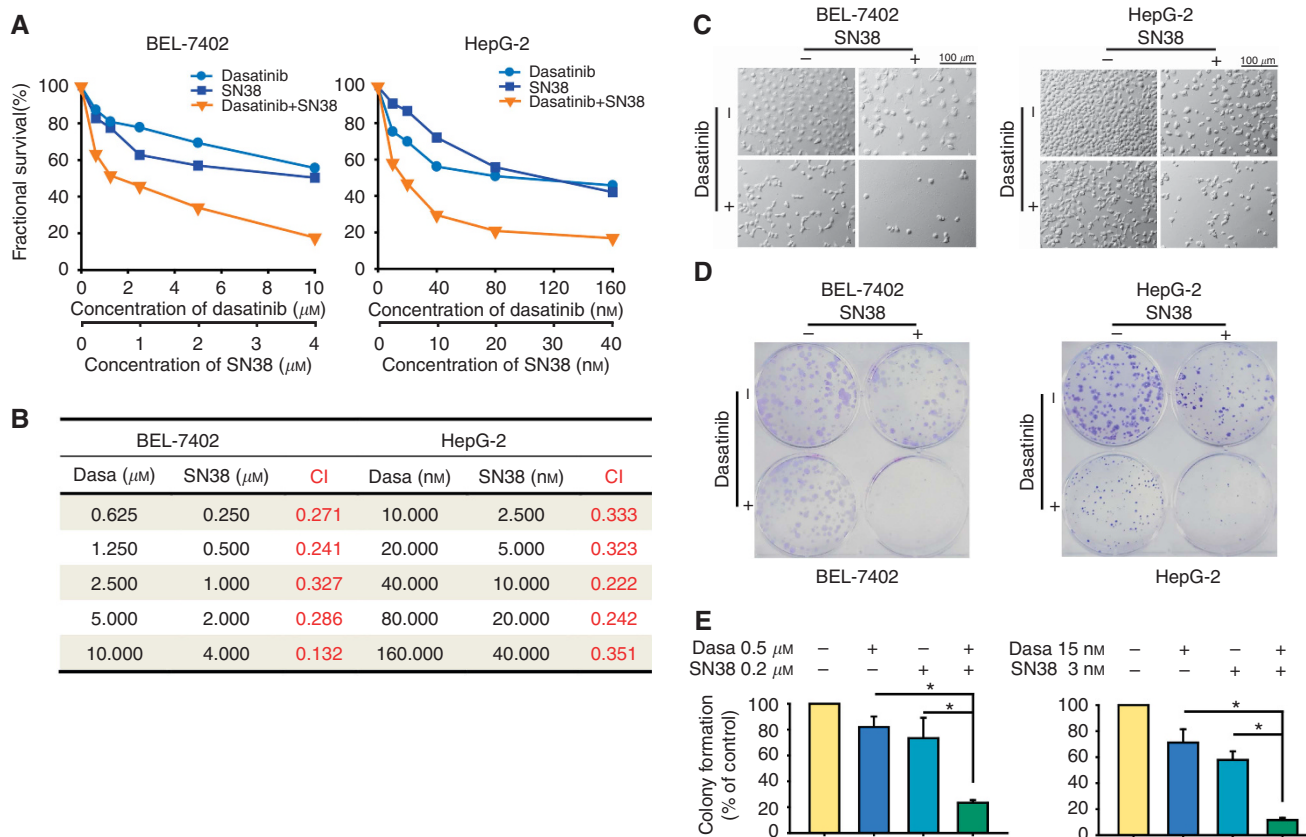 A
BEL-7402
HepG-2
Dasatinib
SN38
Dasatinib+SN38
Dasatinib
SN38
Dasatinib+SN38
Fractional survival(%)
100
80
60
40
20
0
100
80
60
40
20
0
0 2 4 6 8 10
0 40 80 120 160
Concentration of dasatinib (μM)
Concentration of dasatinib (nM)
0 1 2 3 4
0 10 20 30 40
Concentration of SN38 (μM)
Concentration of SN38 (nM)
B
BEL-7402 HepG-2
Dasa (μM) SN38 (μM) CI Dasa (nM) SN38 (nM) CI
0.625 0.250 0.271 10.000 2.500 0.333
1.250 0.500 0.241 20.000 5.000 0.323
2.500 1.000 0.327 40.000 10.000 0.222
5.000 2.000 0.286 80.000 20.000 0.242
10.000 4.000 0.132 160.000 40.000 0.351
C
BEL-7402
SN38
− +
100 μm
Dasatinib
−
+
HepG-2
SN38
− +
100 μm
Dasatinib
−
+
D
BEL-7402
SN38
− +
Dasatinib
−
+
BEL-7402
HepG-2
SN38
− +
Dasatinib
−
+
HepG-2
E
Dasa 0.5 μM − + − +
SN38 0.2 μM − − + +
*
*
Colony formation
(% of control)
100
80
60
40
20
0
Dasa 15 nM − + − +
SN38 3 nM − − + +
*
*
100
80
60
40
20
0